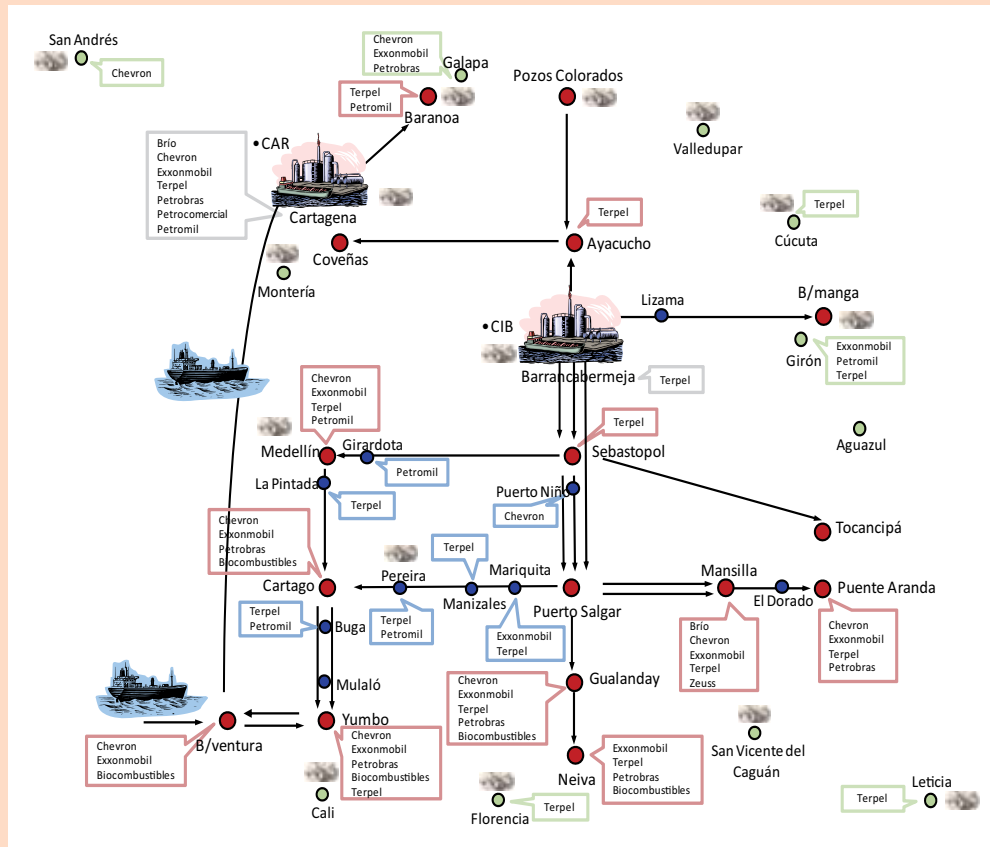 San Andrés
Chevron
Chevron
Exxonmobil
Petrobras
Galapa
Terpel
Petromil
Baranoa
Pozos Colorados
Valledupar
Brío
Chevron
Exxonmobil
Terpel
Petrobras
Petrocomercial
Petromil
• CAR
Cartagena
Terpel
Ayacucho
Terpel
Cúcuta
Coveñas
Montería
Lizama
B/manga
• CIB
Barrancabermeja
Terpel
Girón
Exxonmobil
Petromil
Terpel
Aguazul
Chevron
Exxonmobil
Terpel
Petromil
Medellín
Girardota
Petromil
Terpel
Sebastopol
La Pintada
Terpel
Puerto Niño
Chevron
Tocancipá
Chevron
Exxonmobil
Petrobras
Biocombustibles
Cartago
Pereira
Terpel
Petromil
Terpel
Manizales
Mariquita
Exxonmobil
Terpel
Puerto Salgar
Mansilla
El Dorado
Puente Aranda
Brío
Chevron
Exxonmobil
Terpel
Zeuss
Chevron
Exxonmobil
Terpel
Petrobras
Terpel
Petromil
Buga
Mulaló
Gualanday
Chevron
Exxonmobil
Terpel
Petrobras
Biocombustibles
B/ventura
Chevron
Exxonmobil
Biocombustibles
Yumbo
Chevron
Exxonmobil
Petrobras
Biocombustibles
Terpel
Cali
Neiva
Exxonmobil
Terpel
Petrobras
Biocombustibles
Florencia
Terpel
San Vicente del
Caguán
Leticia
Terpel